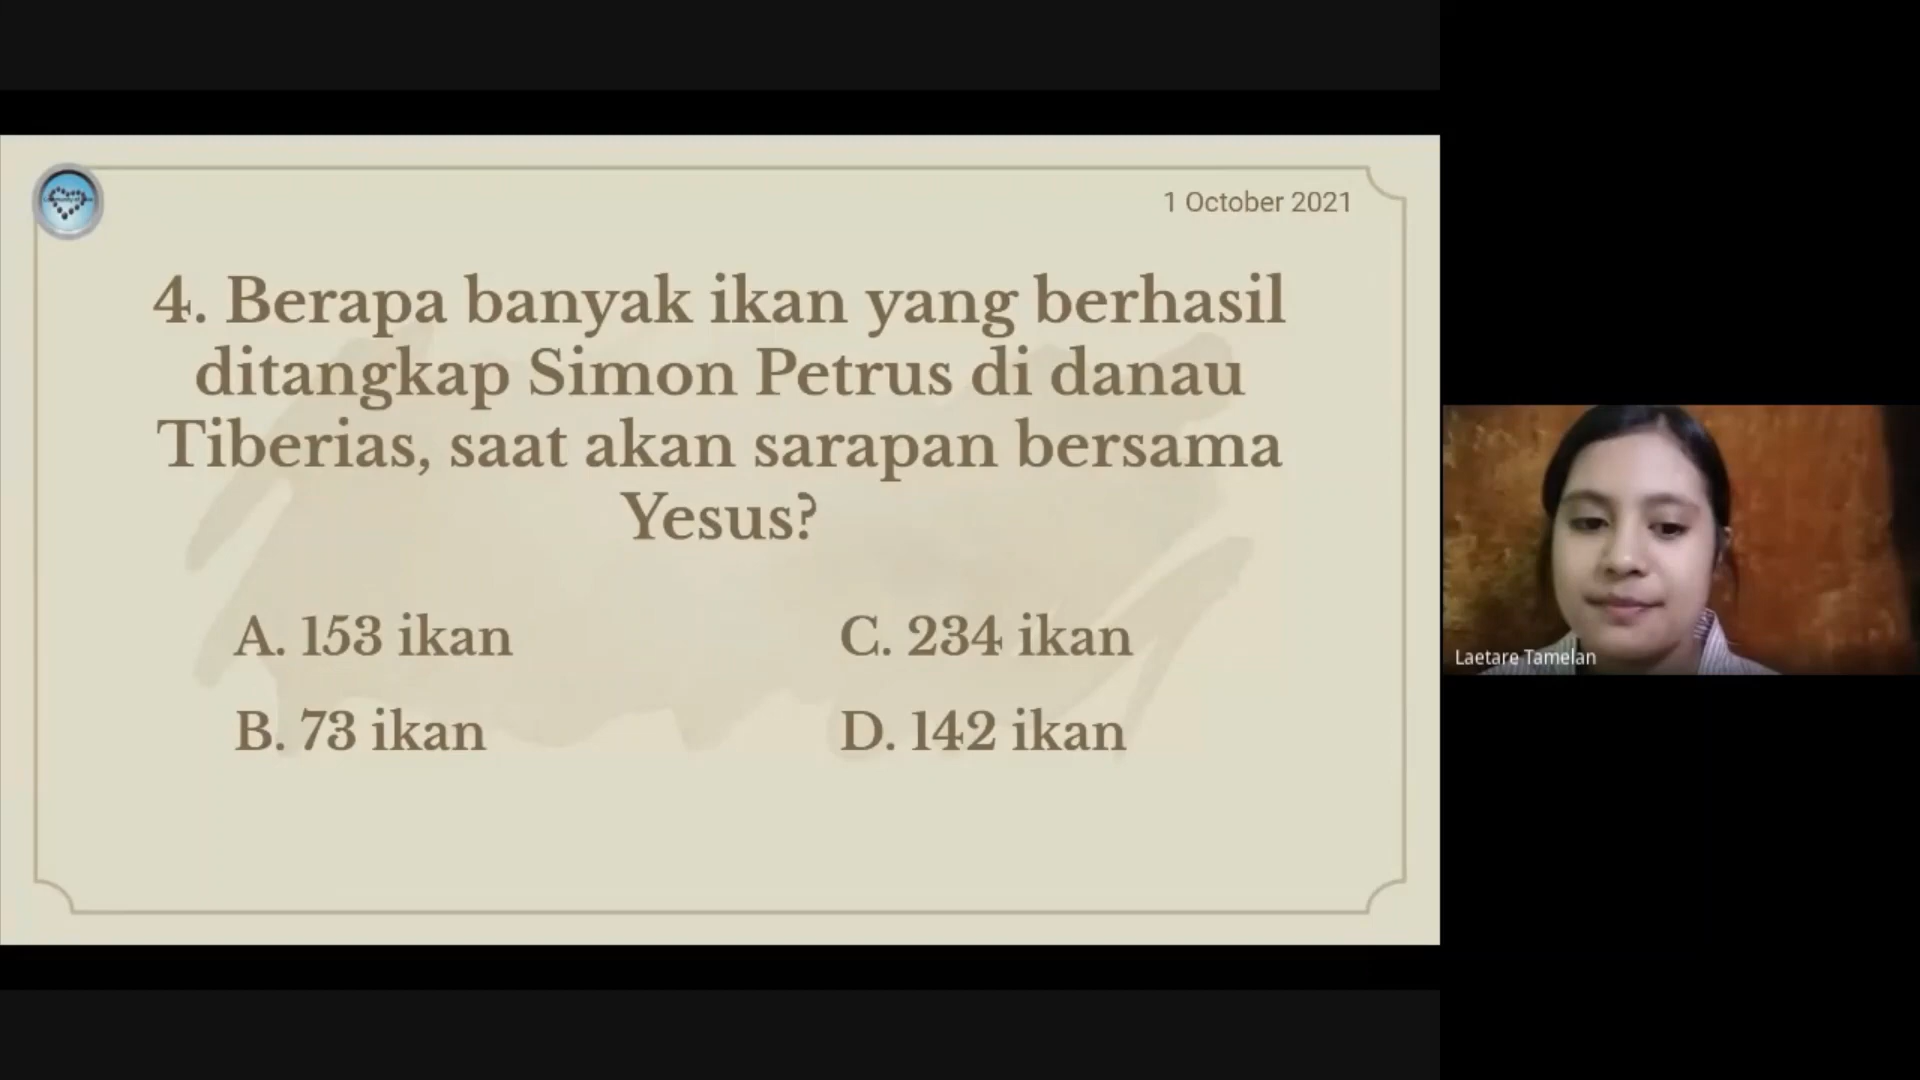 1 October 2021
4. Berapa banyak ikan yang berhasil
ditangkap Simon Petrus di danau
Tiberias, saat akan sarapan bersama
Yesus?
A. 153 ikan
C. 234 ikan
B. 73 ikan
D. 142 ikan
Laetare Tamelan